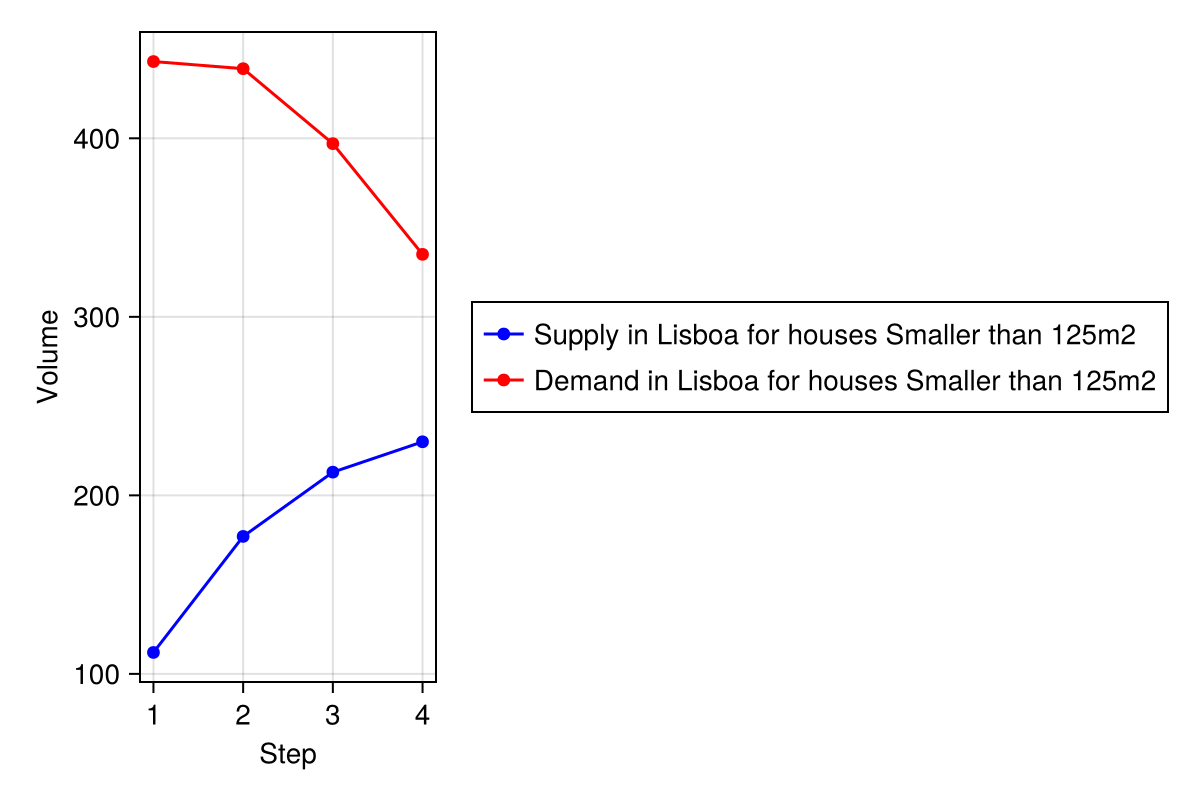 Volume
400
300
200
100
1 2 3 4
Step
Supply in Lisboa for houses Smaller than 125m2
Demand in Lisboa for houses Smaller than 125m2